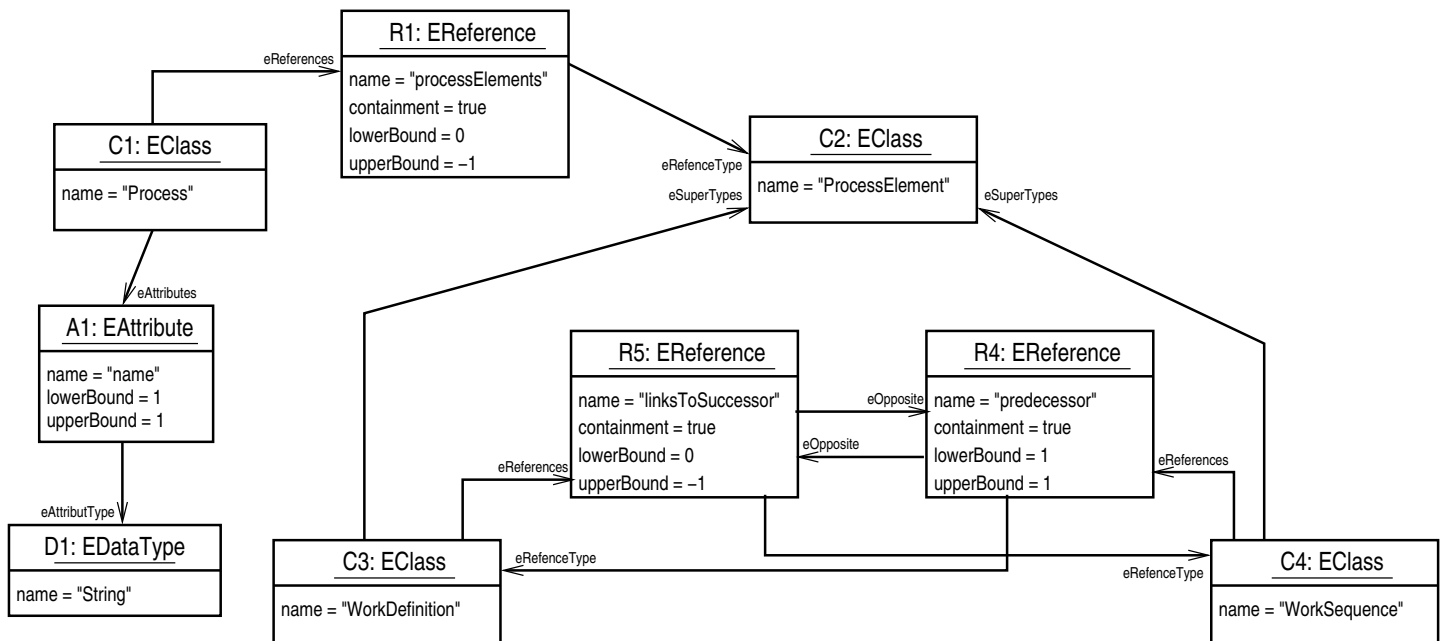 R1: EReference
eReferences
name = "processElements"
containment = true
lowerBound = 0
upperBound = −1
C1: EClass
name = "Process"
C2: EClass
eRefenceType
name = "ProcessElement"
eSuperTypes
eSuperTypes
eAttributes
A1: EAttribute
name = "name"
lowerBound = 1
upperBound = 1
R5: EReference
name = "linksToSuccessor"
containment = true
lowerBound = 0
upperBound = −1
R4: EReference
name = "predecessor"
containment = true
lowerBound = 1
upperBound = 1
eOpposite
eOpposite
eReferences
eReferences
eAttributType
D1: EDataType
name = "String"
C3: EClass
name = "WorkDefinition"
eRefenceType
eRefenceType
C4: EClass
name = "WorkSequence"